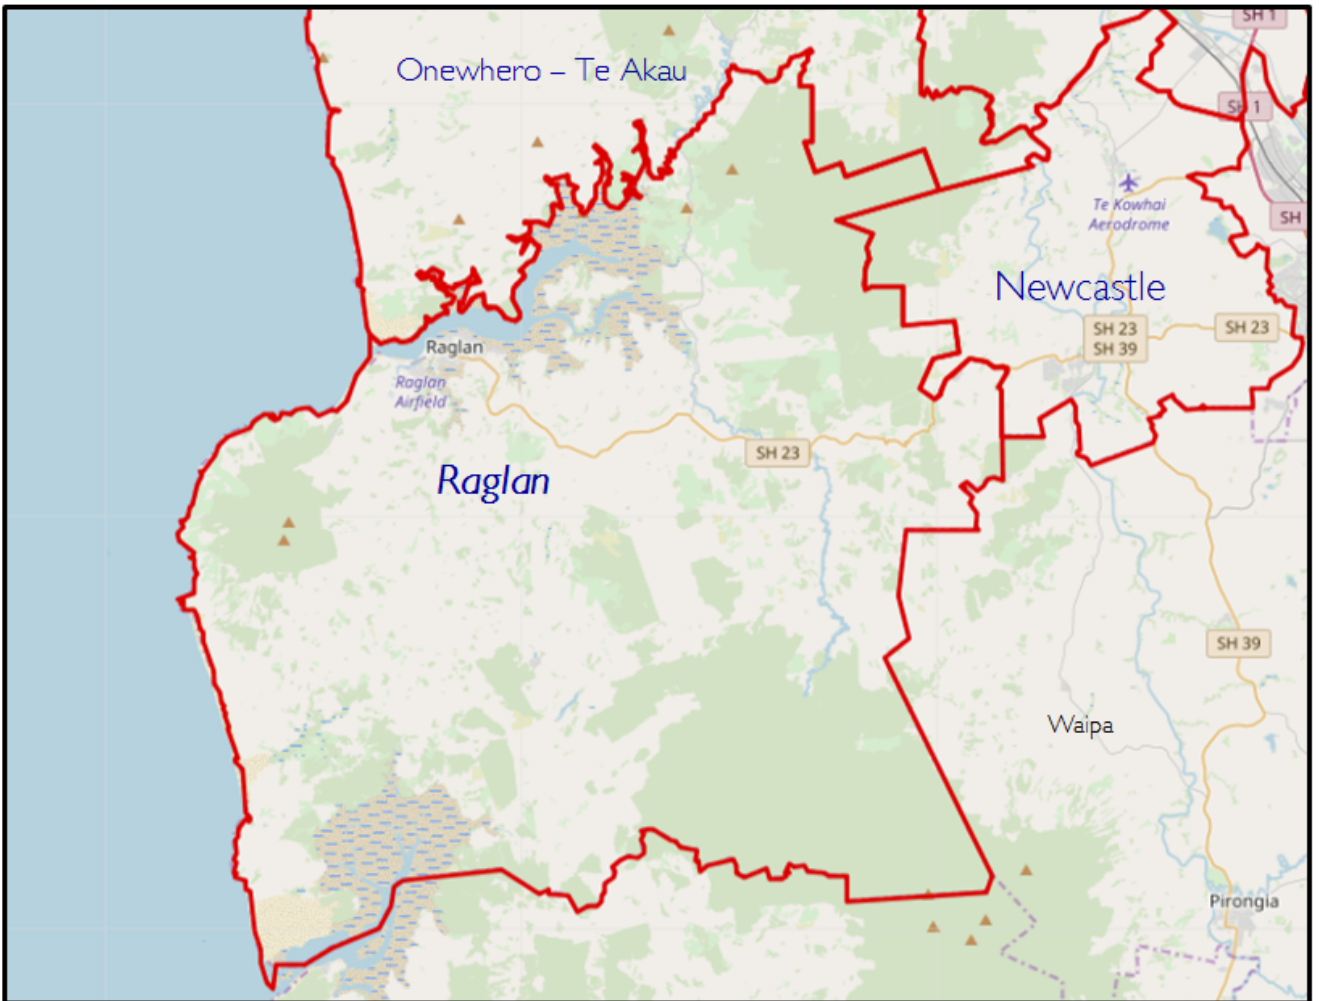 SH 1
Onewhero – Te Akau
SH 1
Te Kowhai
Aerodrome
SH
Newcastle
SH 23
SH 39
SH 23
Raglan
Raglan
Airfield
SH 23
Raglan
SH 39
Waipa
Pirongia